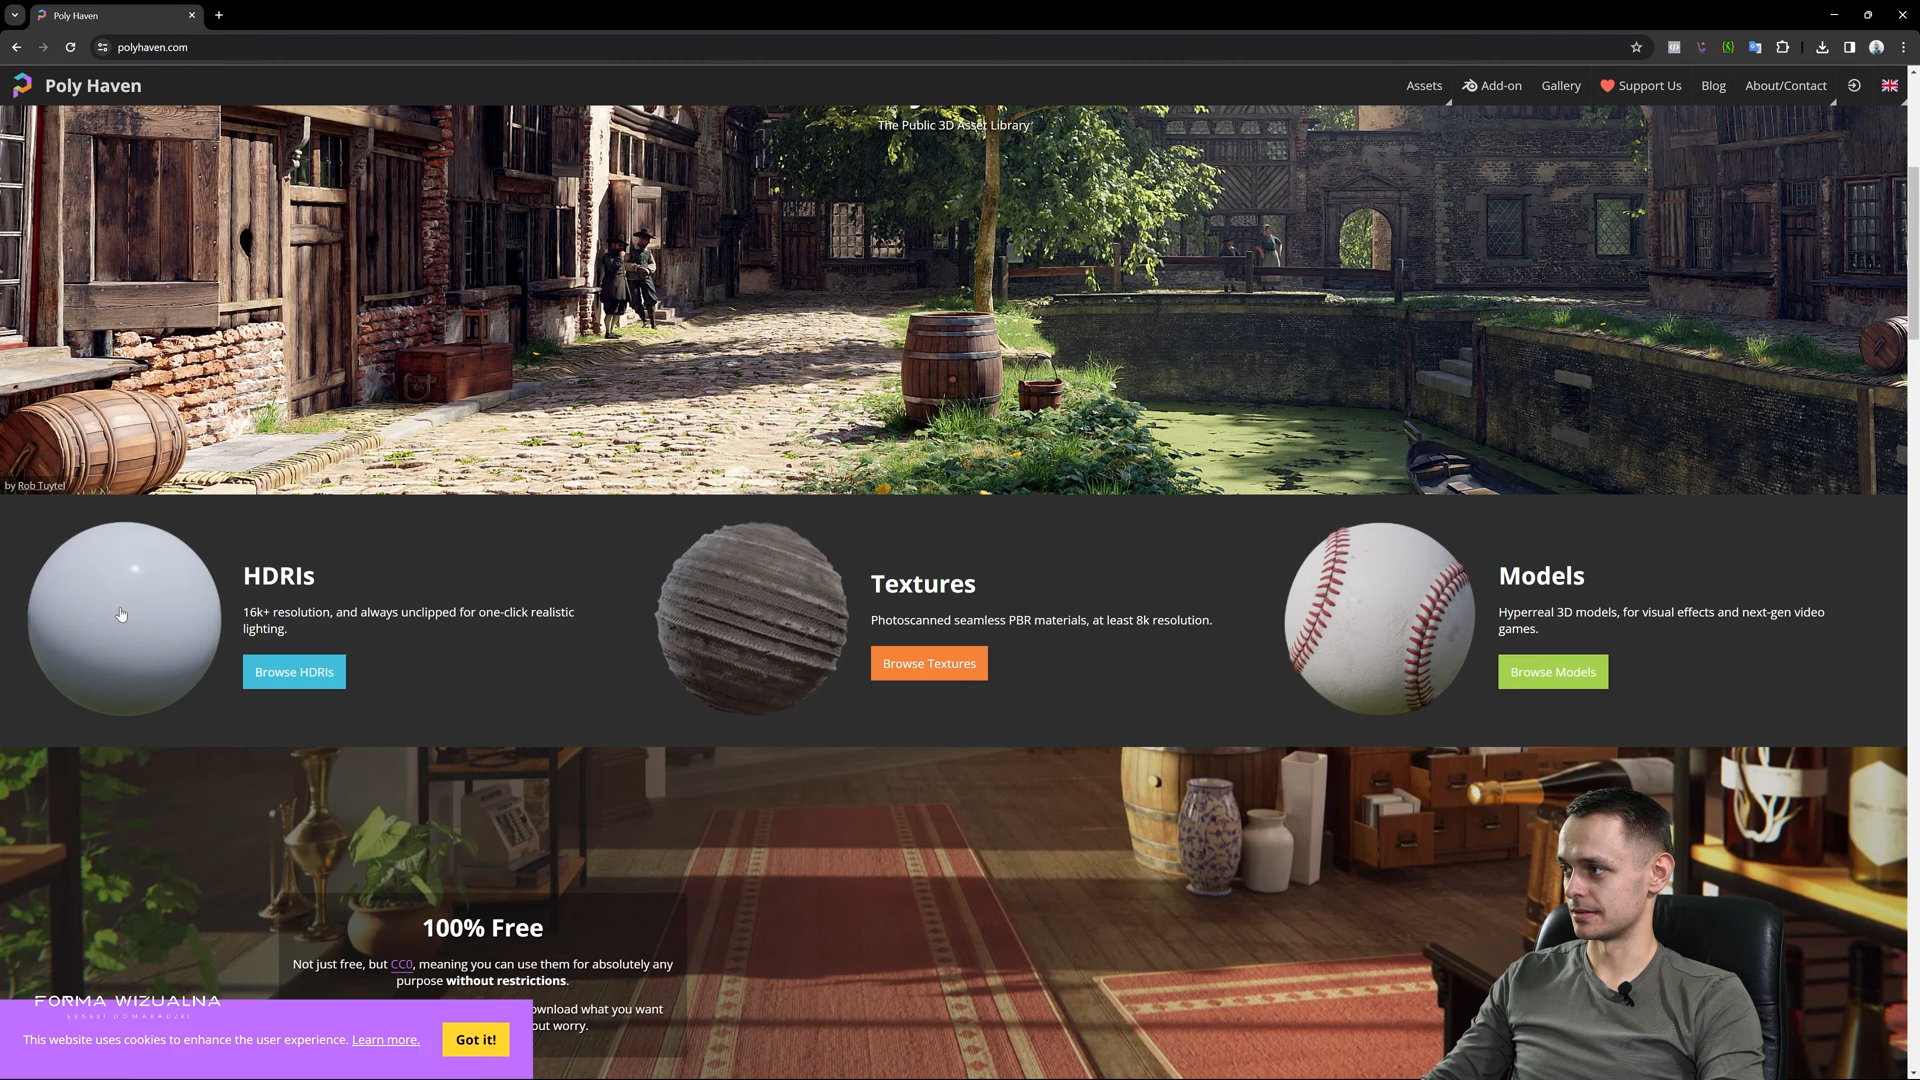 Poly Haven
polyhaven.com
Poly Haven
Assets
Add-on
Gallery
Support Us
Blog
About/Contact
The Public 3D Asset Library
by Rob Tuytel
HDRIs
16k+ resolution, and always unclipped for one-click realistic
lighting.
Browse HDRIs
Textures
Photoscanned seamless PBR materials, at least 8k resolution.
Browse Textures
Models
Hyperreal 3D models, for visual effects and next-gen video
games.
Browse Models
100% Free
Not just free, but CC0, meaning you can use them for absolutely any
purpose without restrictions.
ownload what you want
out worry.
FORMA WIZUALNA
ERNEST DOMARADZKI
This website uses cookies to enhance the user experience. Learn more.
Got it!